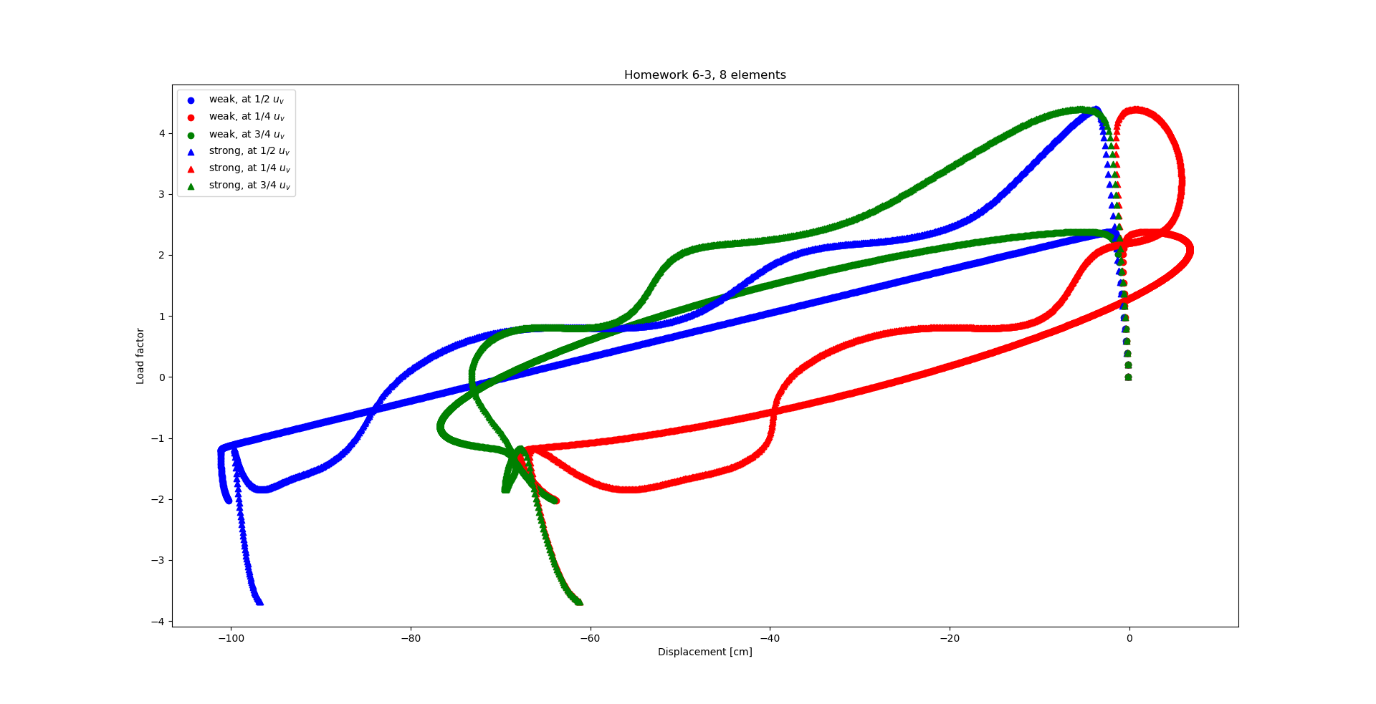 Homework 6-3, 8 elements
weak, at 1/2 u_v
weak, at 1/4 u_v
weak, at 3/4 u_v
strong, at 1/2 u_v
strong, at 1/4 u_v
strong, at 3/4 u_v
Load factor
4
3
2
1
0
−1
−2
−3
−4
−100
−80
−60
−40
−20
0
Displacement [cm]